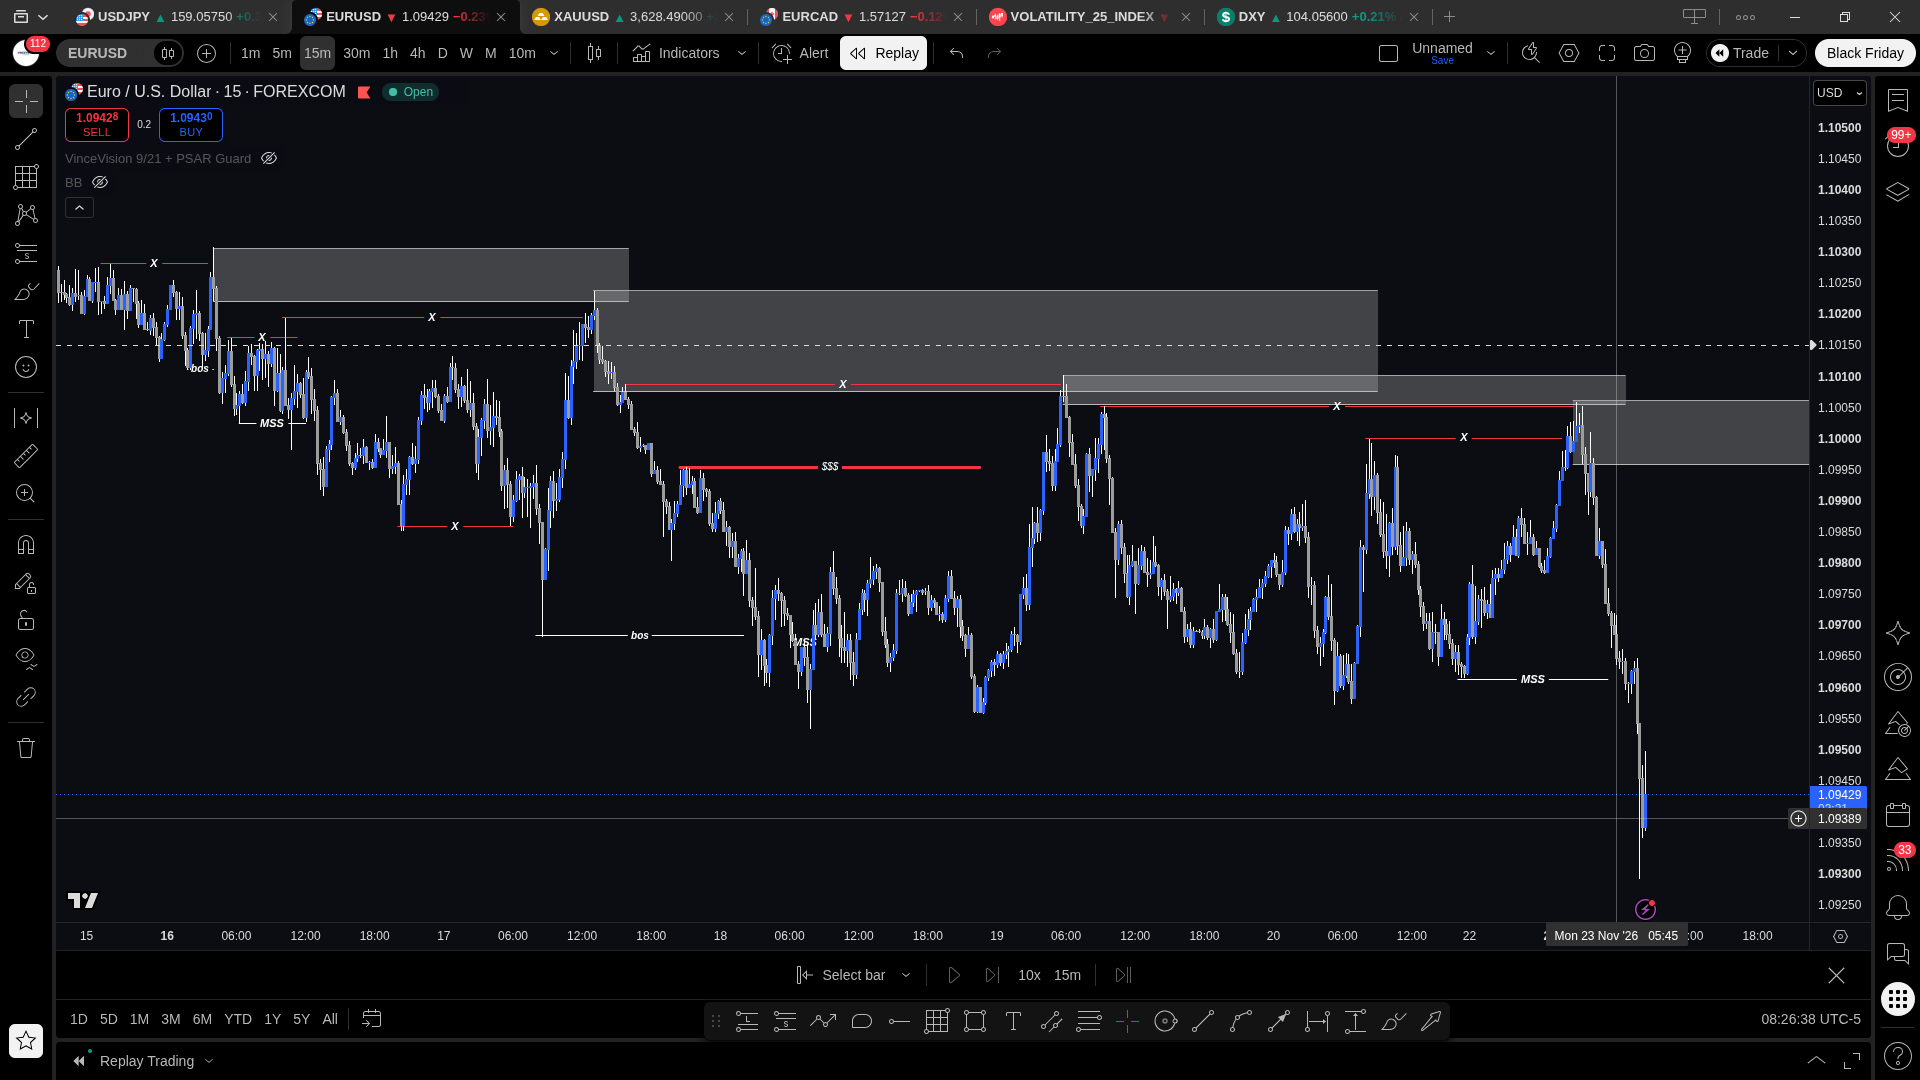 USDJPY 159.05750 +0.
EURUSD 1.09429 −0.23
XAUUSD 3,628.49000
EURCAD 1.57127 −0.12
VOLATILITY_25_INDEX
DXY 104.05600 +0.21%
112
EURUSD
1m 5m 15m 30m 1h 4h D W M 10m
Indicators
Alert
Replay
Unnamed
Save
Trade
Black Friday
Euro / U.S. Dollar · 15 · FOREXCOM
Open
USD
1.09428
SELL
0.2
1.09430
BUY
VinceVision 9/21 + PSAR Guard
BB
99+
1.10500
1.10450
1.10400
1.10350
1.10300
1.10250
1.10200
1.10150
1.10100
1.10050
1.10000
1.09950
1.09900
1.09850
1.09800
1.09750
1.09700
1.09650
1.09600
1.09550
1.09500
1.09450
1.09429
1.09389
1.09350
1.09300
1.09250
X
X
X
bos
X
X
MSS
X
$$$
X
bos
MSS
MSS
33
15 16 06:00 12:00 18:00 17 06:00 12:00 18:00 18 06:00 12:00 18:00 19 06:00 12:00 18:00 20 06:00 12:00 22 Mon 23 Nov '26 05:45 :00 18:00
Select bar
10x 15m
1D 5D 1M 3M 6M YTD 1Y 5Y All
08:26:38 UTC-5
Replay Trading